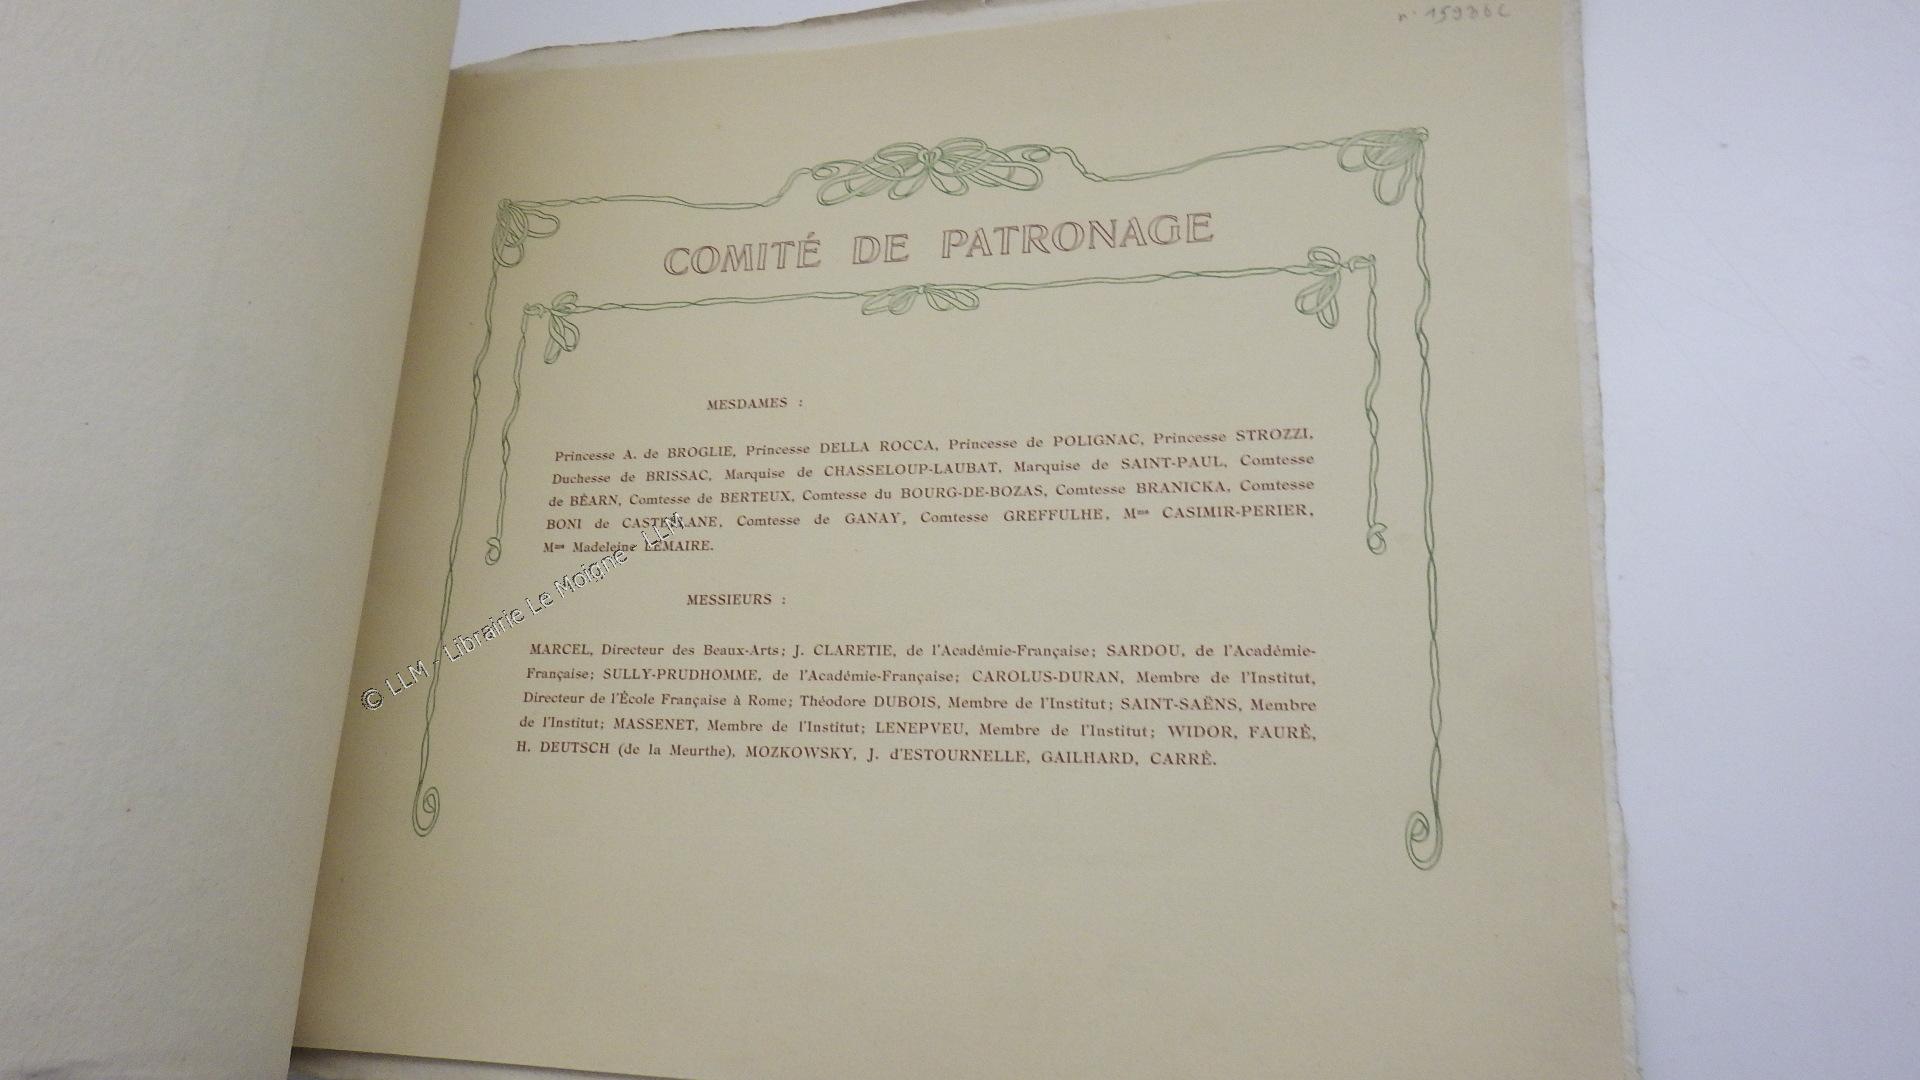 COMITÉ DE PATRONAGE
MESDAMES :
Princesse A. de BROGLIE, Princesse DELLA ROCCA, Princesse de POLIGNAC, Princesse STROZZI,
Duchesse de BRISSAC, Marquise de CHASSELOUP-LAUBAT, Marquise de SAINT-PAUL, Comtesse
de BÉARN, Comtesse de BERTEUX, Comtesse du BOURG-DE-BOZAS, Comtesse BRANICKA, Comtesse
BONI de CASTELLANE, Comtesse de GANAY, Comtesse GREFFULHE, Mme CASIMIR-PERIER,
Mme Madeleine LEMAIRE.
MESSIEURS :
MARCEL, Directeur des Beaux-Arts; J. CLARETIE, de l'Académie-Française; SARDOU, de l'Académie-
Française; SULLY-PRUDHOMME, de l'Académie-Française; CAROLUS-DURAN, Membre de l'Institut,
Directeur de l'École Française à Rome; Théodore DUBOIS, Membre de l'Institut; SAINT-SAËNS, Membre
de l'Institut; MASSENET, Membre de l'Institut; LENEPVEU, Membre de l'Institut; WIDOR, FAURÉ,
H. DEUTSCH (de la Meurthe), MOZKOWSKY, J. d'ESTOURNELLE, GAILHARD, CARRÉ.
© LLM - Librairie Le Moigne - LLM